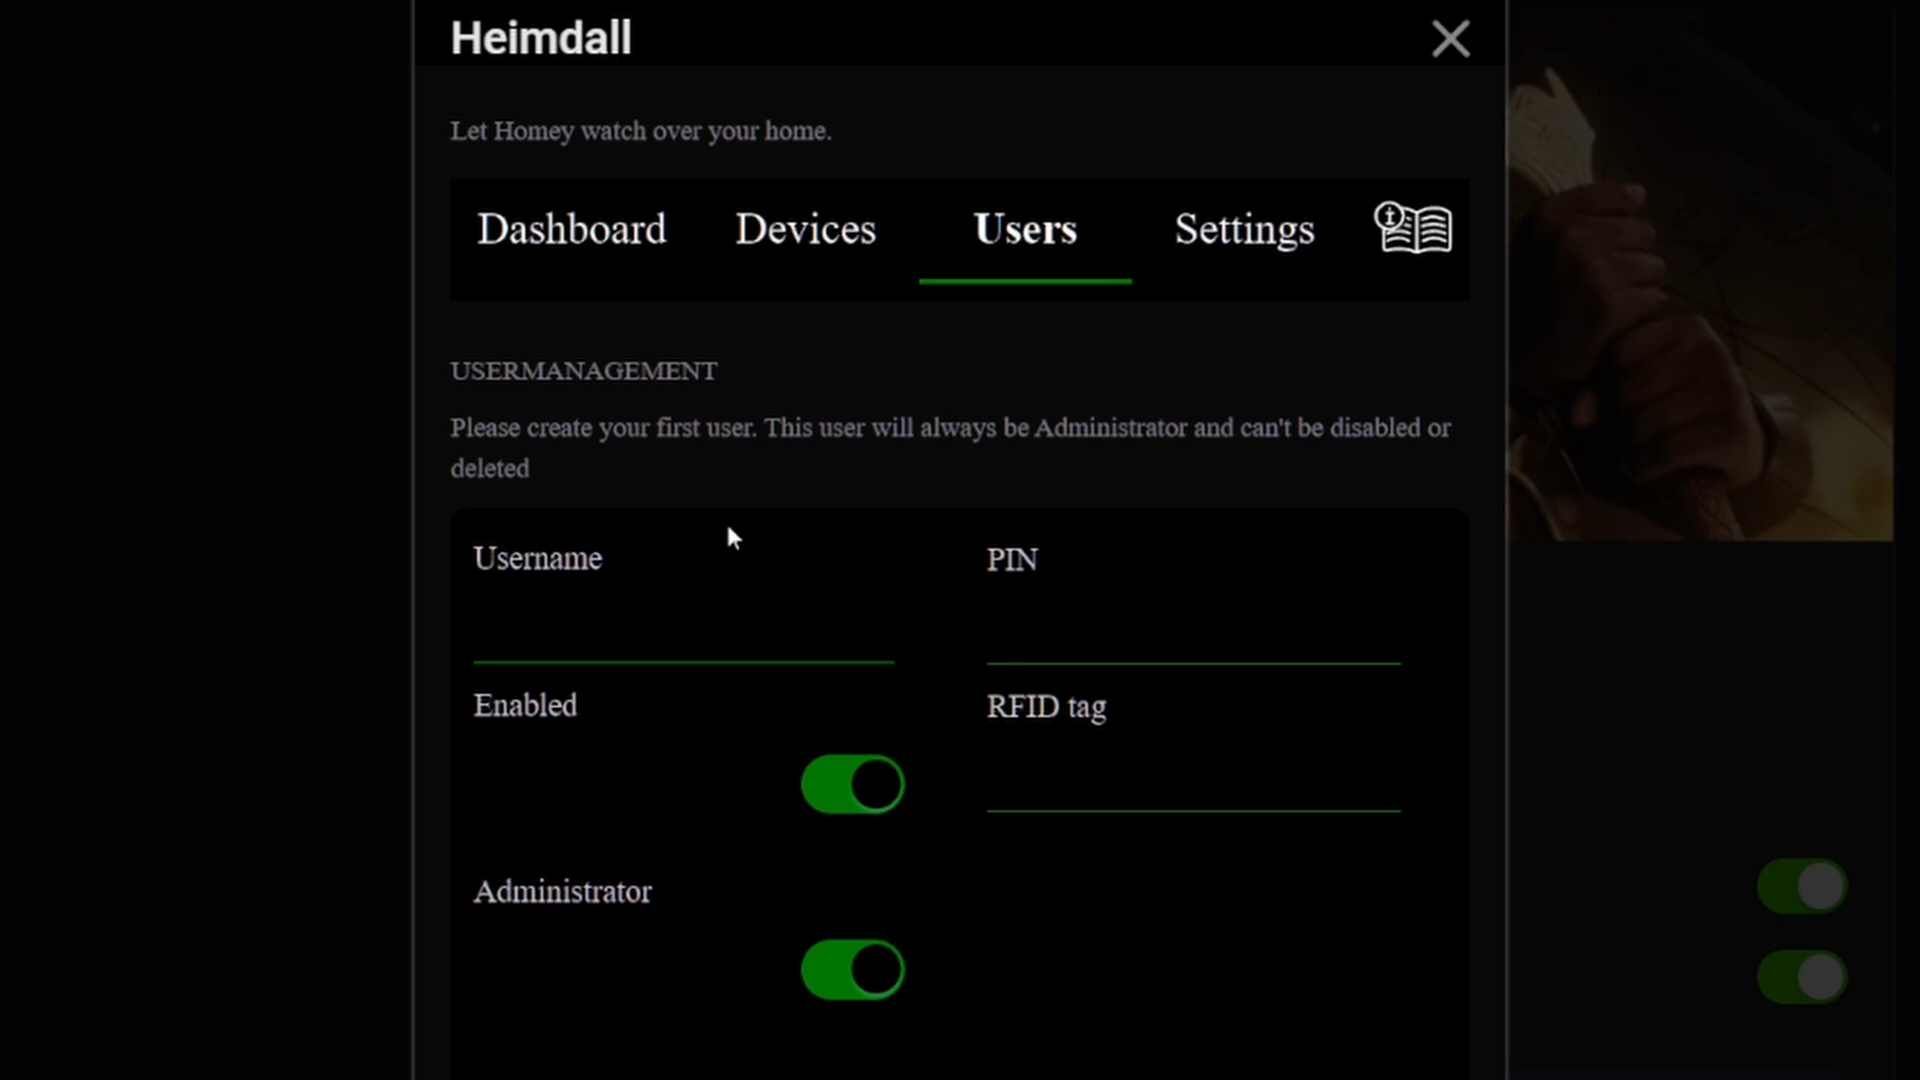 Heimdall
Let Homey watch over your home.
Dashboard Devices Users Settings
USERMANAGEMENT
Please create your first user. This user will always be Administrator and can't be disabled or
deleted
Username PIN
Enabled RFID tag
Administrator